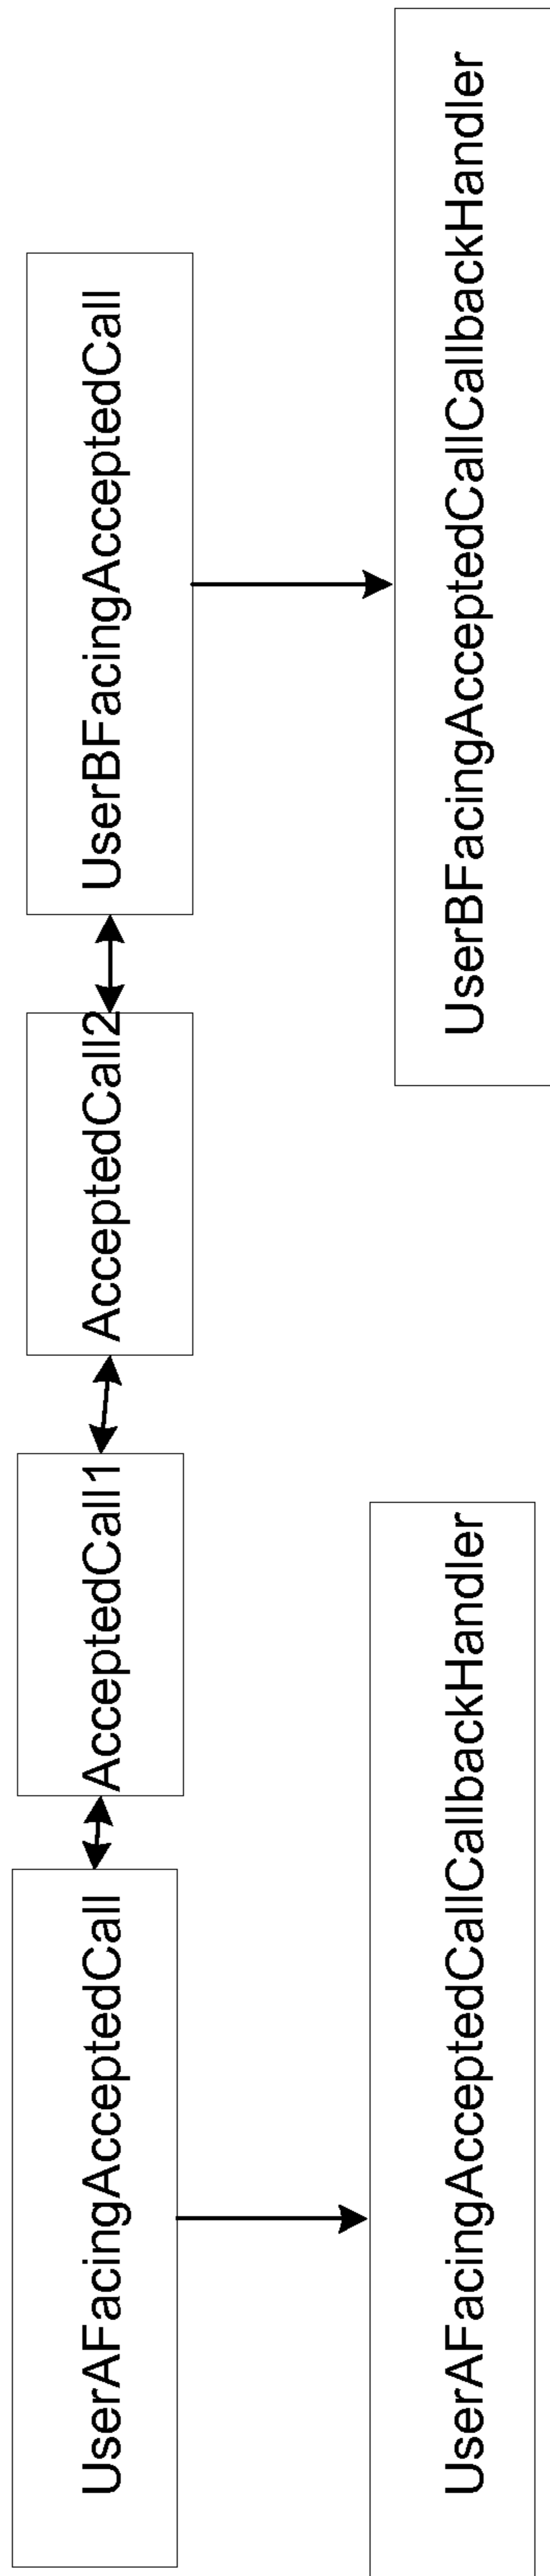 UserAFacingAcceptedCall
AcceptedCall1
AcceptedCall2
UserBFacingAcceptedCall
UserAFacingAcceptedCallCallbackHandler
UserBFacingAcceptedCallCallbackHandler